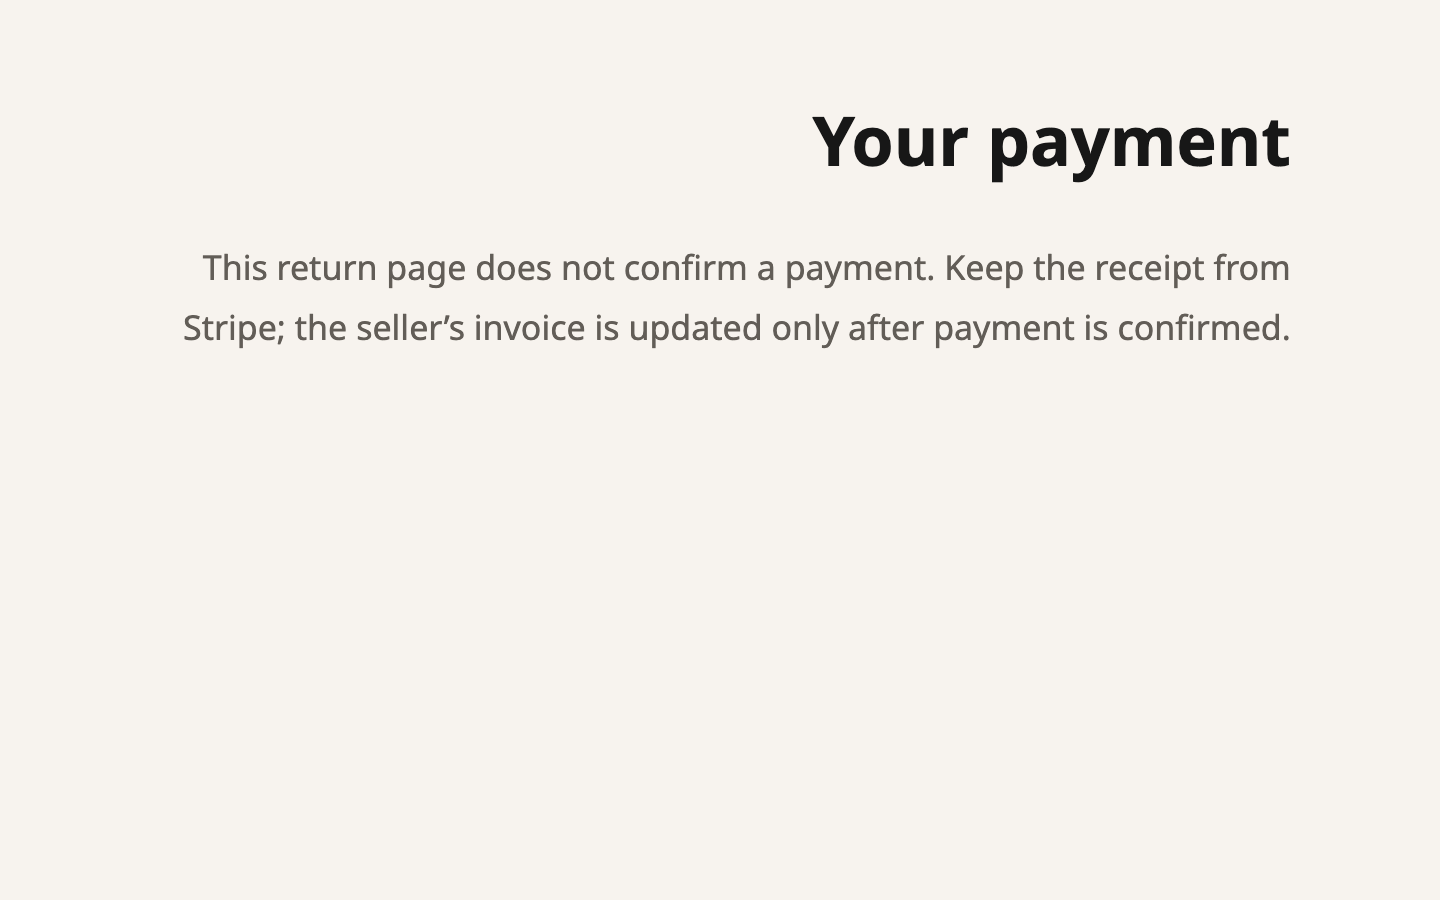 Your payment
This return page does not confirm a payment. Keep the receipt from
Stripe; the seller’s invoice is updated only after payment is confirmed.